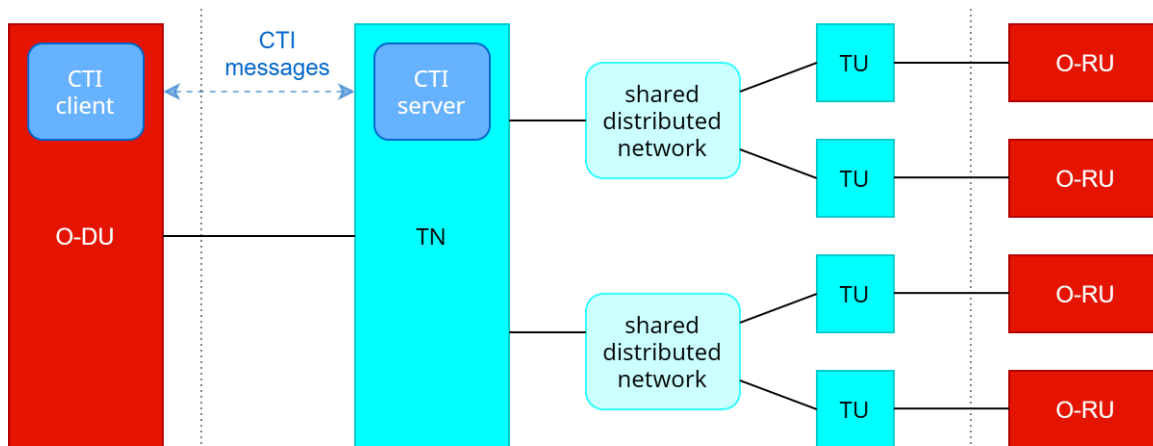 CTI
client
O-DU
CTI
messages
CTI
server
TN
shared
distributed
network
shared
distributed
network
TU
TU
TU
TU
O-RU
O-RU
O-RU
O-RU